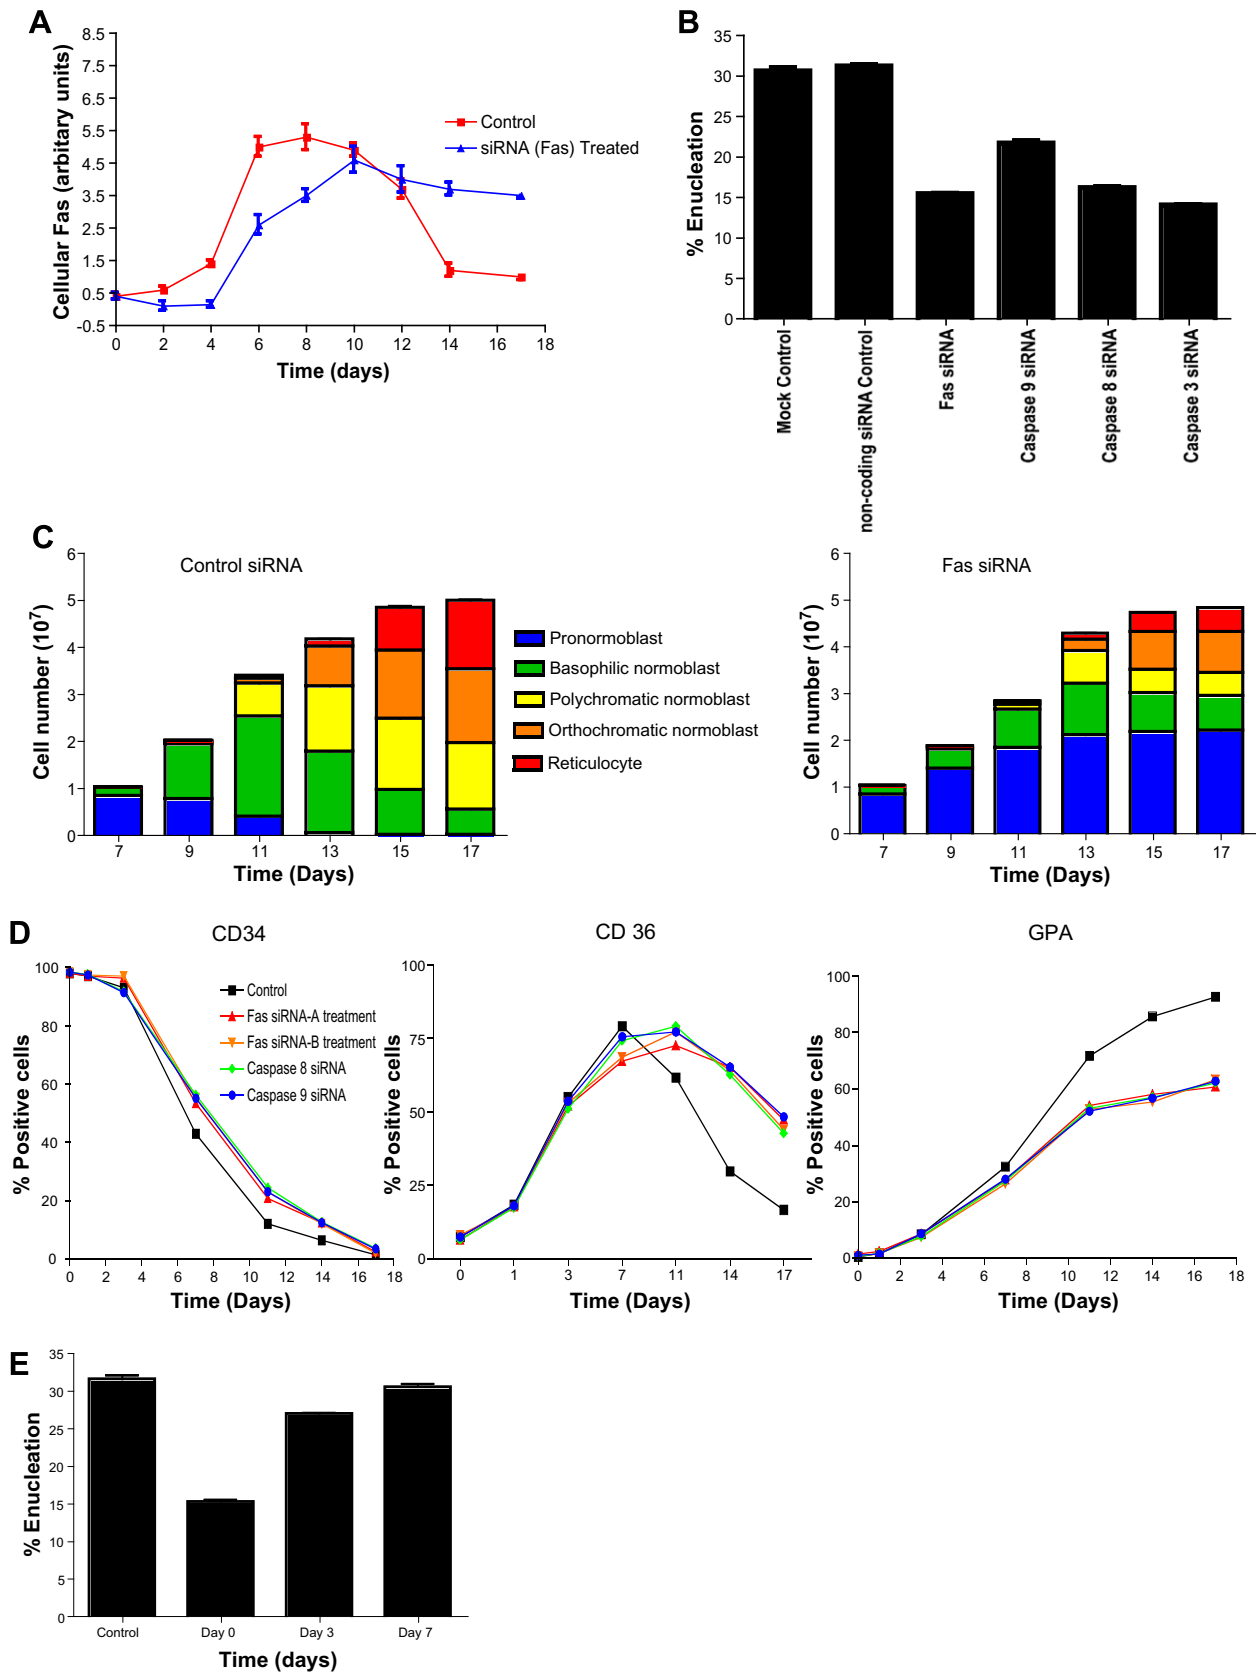 A
8.5
7.5
6.5
5.5
4.5
3.5
2.5
1.5
0.5
-0.5
Cellular Fas (arbitary units)
Control
siRNA (Fas) Treated
0 2 4 6 8 10 12 14 16 18
Time (days)
B
35
30
25
20
15
10
5
0
% Enucleation
Mock Control
non-coding siRNA Control
Fas siRNA
Caspase 9 siRNA
Caspase 8 siRNA
Caspase 3 siRNA
C
Control siRNA
6
5
4
3
2
1
0
Cell number (10⁷)
7 9 11 13 15 17
Time (Days)
Pronormoblast
Basophilic normoblast
Polychromatic normoblast
Orthochromatic normoblast
Reticulocyte
Fas siRNA
6
5
4
3
2
1
0
Cell number (10⁷)
7 9 11 13 15 17
Time (Days)
D
CD34
100
80
60
40
20
0
% Positive cells
Control
Fas siRNA-A treatment
Fas siRNA-B treatment
Caspase 8 siRNA
Caspase 9 siRNA
0 2 4 6 8 10 12 14 16 18
Time (Days)
CD 36
100
75
50
25
0
% Positive cells
0 1 3 7 11 14 17
Time (Days)
GPA
100
80
60
40
20
0
% Positive cells
0 2 4 6 8 10 12 14 16 18
Time (Days)
E
35
30
25
20
15
10
5
0
% Enucleation
Control Day 0 Day 3 Day 7
Time (days)